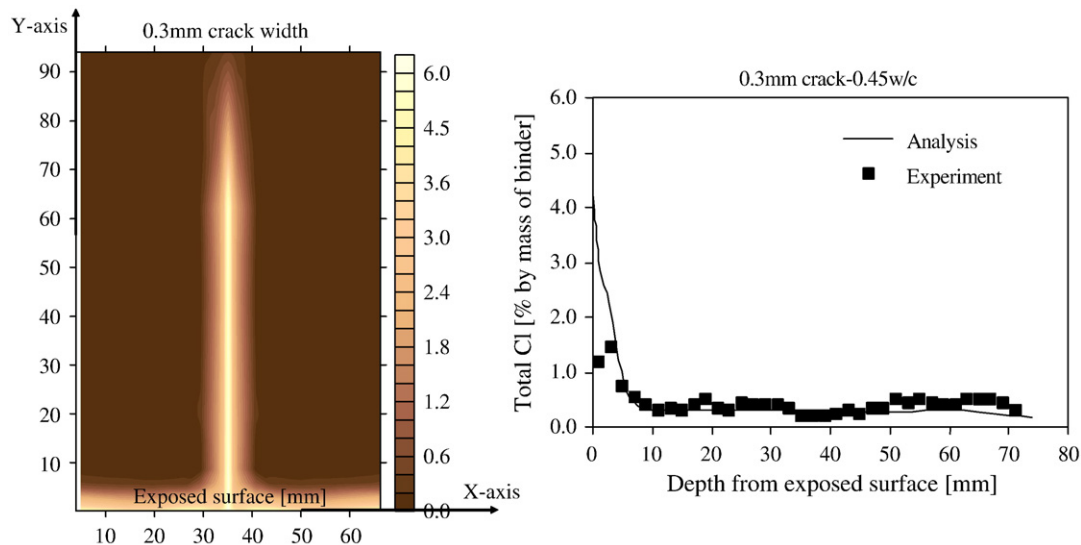 Y-axis
0.3mm crack width
90
80
70
60
50
40
30
20
10
Exposed surface [mm]
X-axis
10 20 30 40 50 60
6.0
4.5
3.6
3.0
2.4
1.8
1.2
0.6
0.0
0.3mm crack-0.45w/c
Total Cl [% by mass of binder]
6.0
5.0
4.0
3.0
2.0
1.0
0.0
Analysis
Experiment
0 10 20 30 40 50 60 70 80
Depth from exposed surface [mm]